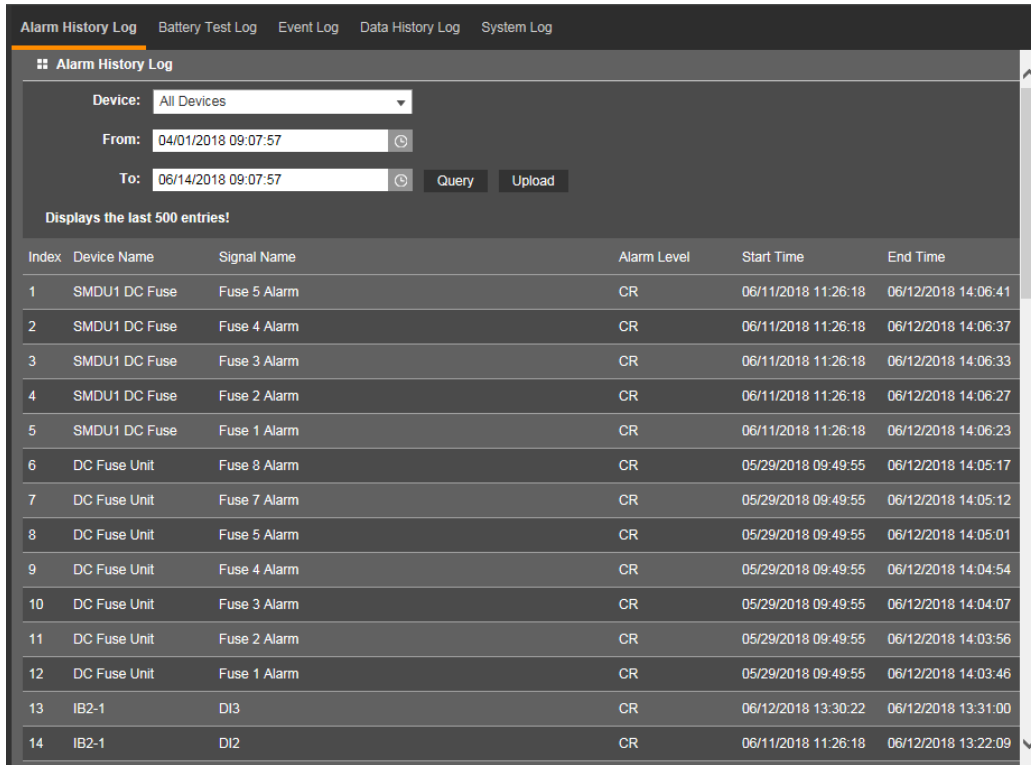 Alarm History Log Battery Test Log Event Log Data History Log System Log
Alarm History Log
Device: All Devices
From: 04/01/2018 09:07:57
To: 06/14/2018 09:07:57 Query Upload
Displays the last 500 entries!
Index Device Name Signal Name Alarm Level Start Time End Time
1 SMDU1 DC Fuse Fuse 5 Alarm CR 06/11/2018 11:26:18 06/12/2018 14:06:41
2 SMDU1 DC Fuse Fuse 4 Alarm CR 06/11/2018 11:26:18 06/12/2018 14:06:37
3 SMDU1 DC Fuse Fuse 3 Alarm CR 06/11/2018 11:26:18 06/12/2018 14:06:33
4 SMDU1 DC Fuse Fuse 2 Alarm CR 06/11/2018 11:26:18 06/12/2018 14:06:27
5 SMDU1 DC Fuse Fuse 1 Alarm CR 06/11/2018 11:26:18 06/12/2018 14:06:23
6 DC Fuse Unit Fuse 8 Alarm CR 05/29/2018 09:49:55 06/12/2018 14:05:17
7 DC Fuse Unit Fuse 7 Alarm CR 05/29/2018 09:49:55 06/12/2018 14:05:12
8 DC Fuse Unit Fuse 5 Alarm CR 05/29/2018 09:49:55 06/12/2018 14:05:01
9 DC Fuse Unit Fuse 4 Alarm CR 05/29/2018 09:49:55 06/12/2018 14:04:54
10 DC Fuse Unit Fuse 3 Alarm CR 05/29/2018 09:49:55 06/12/2018 14:04:07
11 DC Fuse Unit Fuse 2 Alarm CR 05/29/2018 09:49:55 06/12/2018 14:03:56
12 DC Fuse Unit Fuse 1 Alarm CR 05/29/2018 09:49:55 06/12/2018 14:03:46
13 IB2-1 DI3 CR 06/12/2018 13:30:22 06/12/2018 13:31:00
14 IB2-1 DI2 CR 06/11/2018 11:26:18 06/12/2018 13:22:09